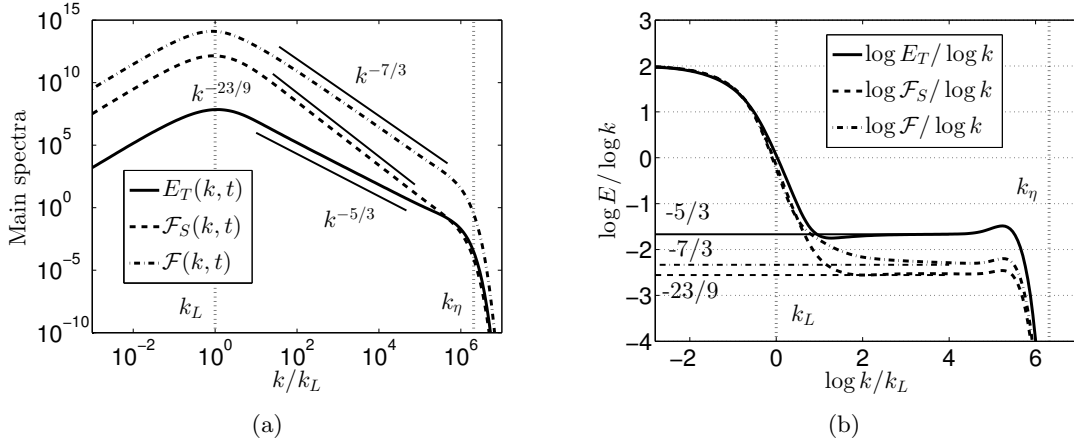 10^15
10^10
10^5
10^0
10^−5
10^−10
Main spectra
k^−7/3
k^−23/9
k^−5/3
E_T(k, t)
F_S(k, t)
F(k, t)
k_L
k_η
10^−2
10^0
10^2
10^4
10^6
k/k_L
(a)
3
2
1
0
−1
−2
−3
−4
log E/ log k
log E_T/ log k
log F_S/ log k
log F/ log k
k_η
-5/3
-7/3
-23/9
k_L
−2
0
2
4
6
log k/k_L
(b)